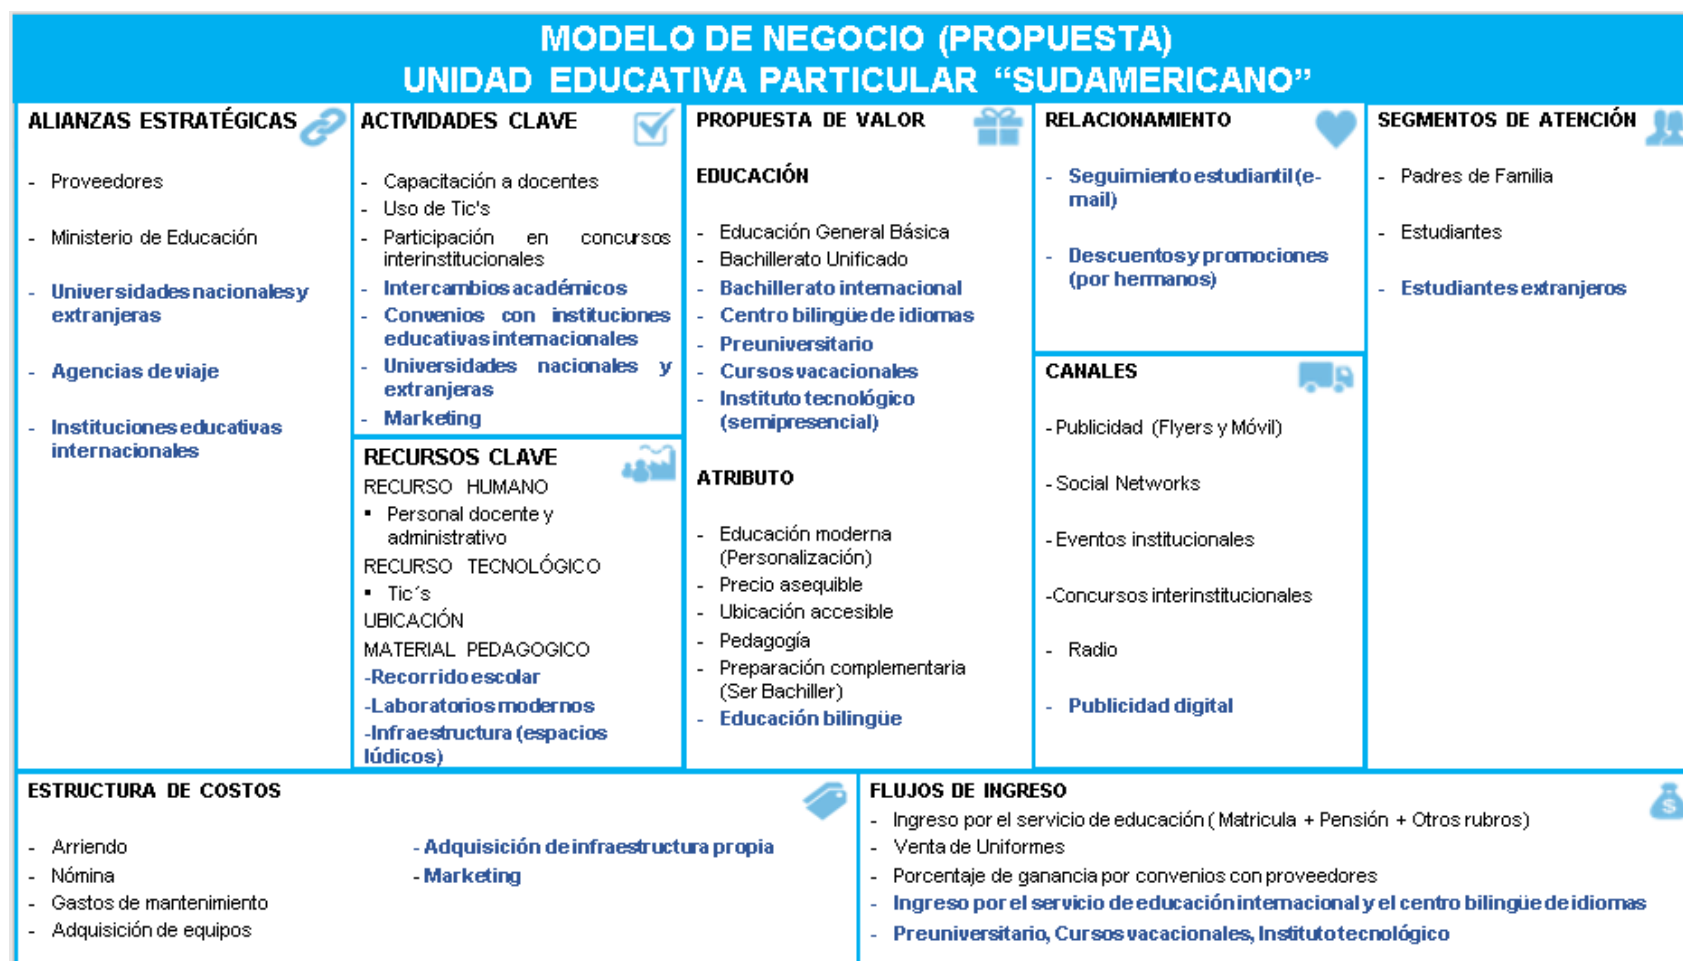 MODELO DE NEGOCIO (PROPUESTA)
UNIDAD EDUCATIVA PARTICULAR “SUDAMERICANO”
ALIANZAS ESTRATÉGICAS
- Proveedores
- Ministerio de Educación
- Universidades nacionales y
extranjeras
- Agencias de viaje
- Instituciones educativas
internacionales
ACTIVIDADES CLAVE
- Capacitación a docentes
- Uso de Tic's
- Participación en concursos
interinstitucionales
- Intercambios académicos
- Convenios con instituciones
educativas internacionales
- Universidades nacionales y
extranjeras
- Marketing
RECURSOS CLAVE
RECURSO HUMANO
▪ Personal docente y
administrativo
RECURSO TECNOLÓGICO
▪ Tic´s
UBICACIÓN
MATERIAL PEDAGOGICO
-Recorrido escolar
-Laboratorios modernos
-Infraestructura (espacios
lúdicos)
PROPUESTA DE VALOR
EDUCACIÓN
- Educación General Básica
- Bachillerato Unificado
- Bachillerato internacional
- Centro bilingüe de idiomas
- Preuniversitario
- Cursos vacacionales
- Instituto tecnológico
(semipresencial)
ATRIBUTO
- Educación moderna
(Personalización)
- Precio asequible
- Ubicación accesible
- Pedagogía
- Preparación complementaria
(Ser Bachiller)
- Educación bilingüe
RELACIONAMIENTO
- Seguimiento estudiantil (e-
mail)
- Descuentos y promociones
(por hermanos)
CANALES
- Publicidad (Flyers y Móvil)
- Social Networks
- Eventos institucionales
-Concursos interinstitucionales
- Radio
- Publicidad digital
SEGMENTOS DE ATENCIÓN
- Padres de Familia
- Estudiantes
- Estudiantes extranjeros
ESTRUCTURA DE COSTOS
- Arriendo
- Nómina
- Gastos de mantenimiento
- Adquisición de equipos
- Adquisición de infraestructura propia
- Marketing
FLUJOS DE INGRESO
- Ingreso por el servicio de educación ( Matricula + Pensión + Otros rubros)
- Venta de Uniformes
- Porcentaje de ganancia por convenios con proveedores
- Ingreso por el servicio de educación internacional y el centro bilingüe de idiomas
- Preuniversitario, Cursos vacacionales, Instituto tecnológico